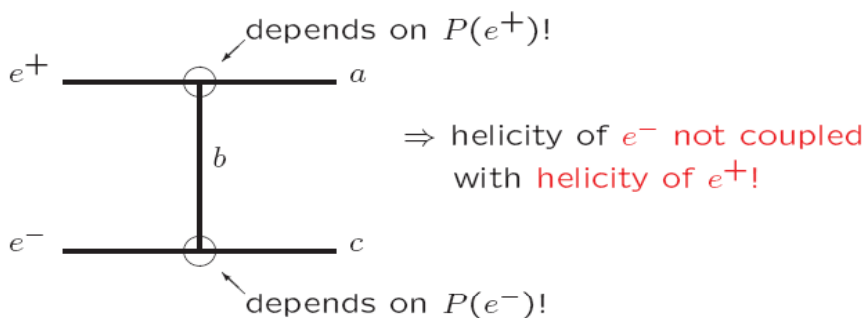 depends on P(e+)!
e+
a
b
⇒ helicity of e− not coupled
with helicity of e+!
e−
c
depends on P(e−)!